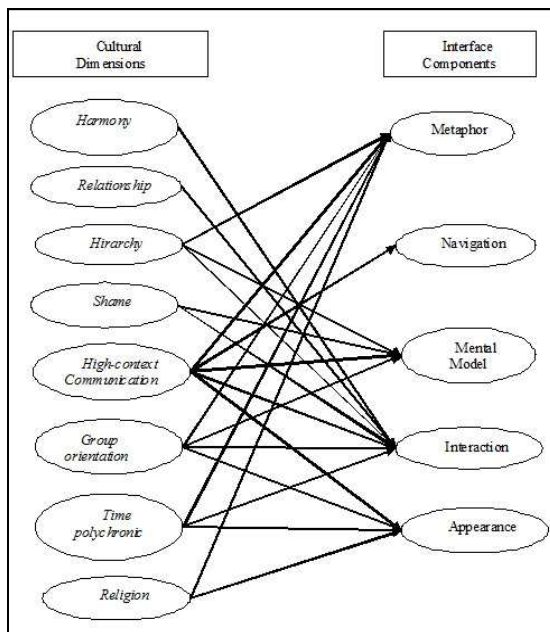 Cultural
Dimensions
Interface
Components
Harmony
Relationship
Hirarchy
Shame
High-context
Communication
Group
orientation
Time
polychronic
Religion
Metaphor
Navigation
Mental
Model
Interaction
Appearance